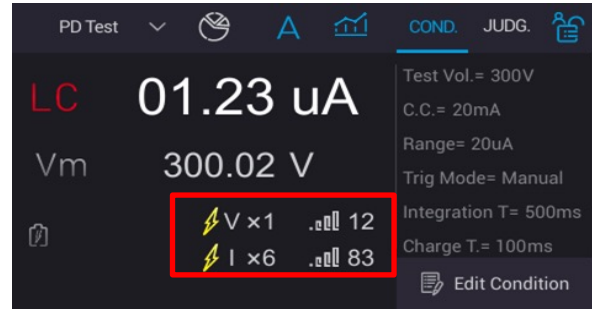 PD Test A COND. JUDG.
LC 01.23 uA
Vm 300.02 V
V ×1 12
I ×6 83
Test Vol.= 300V
C.C.= 20mA
Range= 20uA
Trig Mode= Manual
Integration T= 500ms
Charge T.= 100ms
Edit Condition